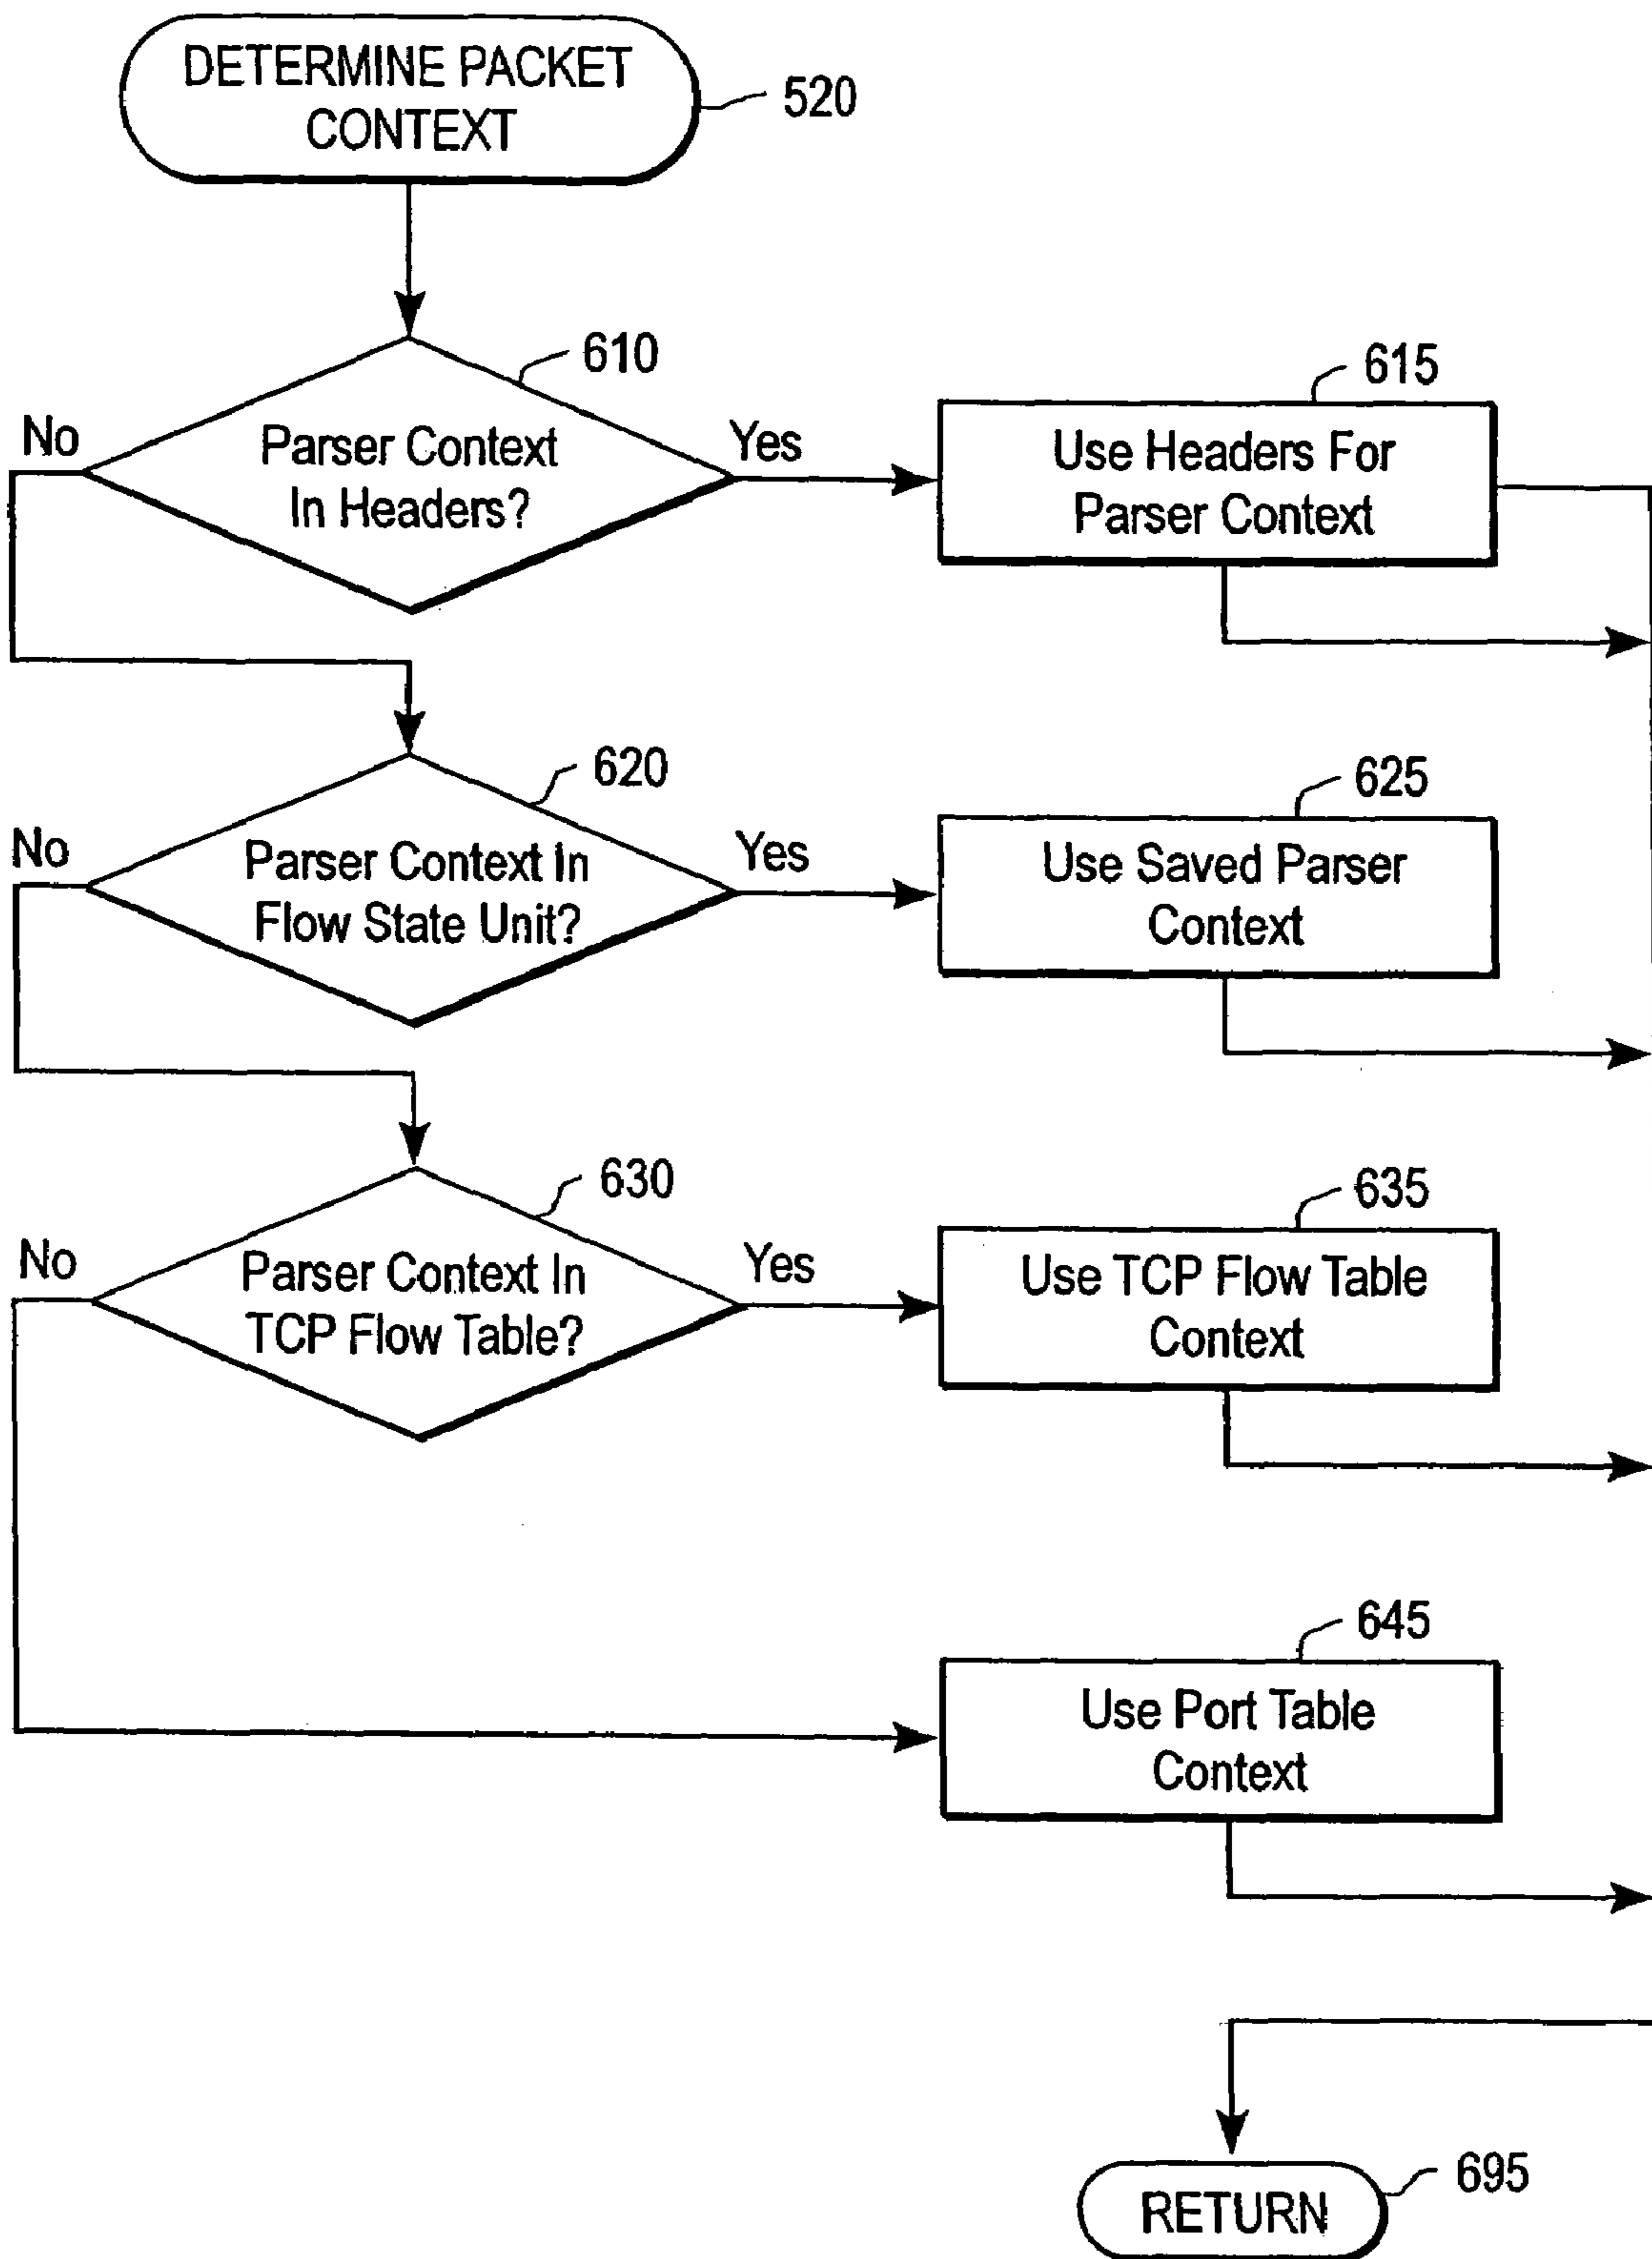 DETERMINE PACKET
CONTEXT
520
610
No
Parser Context
In Headers?
Yes
615
Use Headers For
Parser Context
620
No
Parser Context In
Flow State Unit?
Yes
625
Use Saved Parser
Context
630
No
Parser Context In
TCP Flow Table?
Yes
635
Use TCP Flow Table
Context
645
Use Port Table
Context
695
RETURN